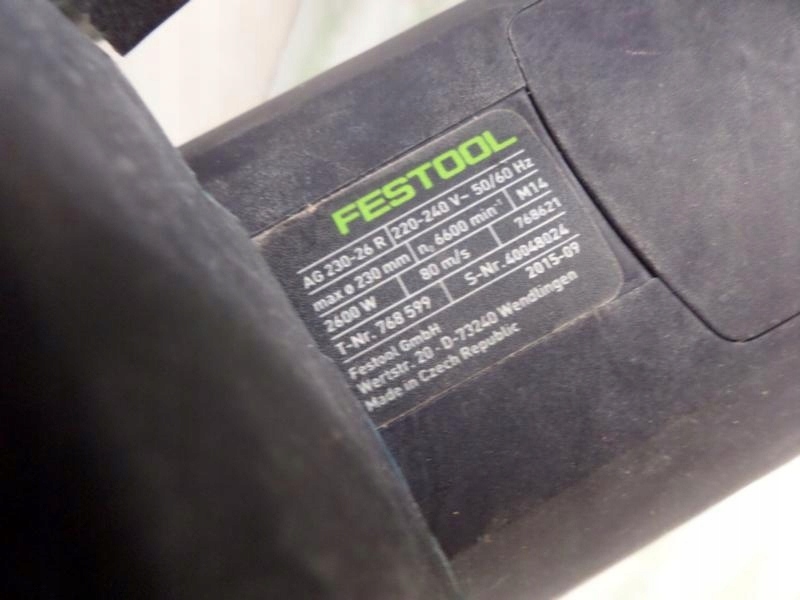 FESTOOL
AG 230-26 R 220-240 V~ 50/60 Hz
max ø 230 mm n₀ 6600 min⁻¹ M14
2600 W 80 m/s 768621
T-Nr. 768 599 S-Nr. 40048024
2015-09
Festool GmbH
Wertstr. 20 · D-73240 Wendlingen
Made in Czech Republic